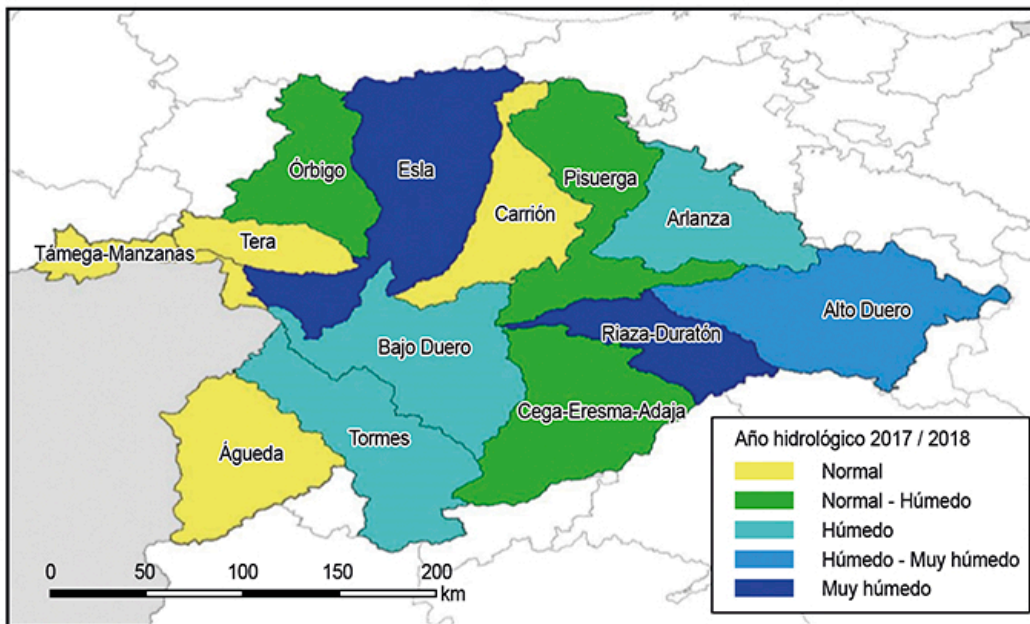 Órbigo
Esla
Pisuerga
Carrión
Arlanza
Támega-Manzanas
Tera
Alto Duero
Bajo Duero
Riaza-Duratón
Cega-Eresma-Adaja
Tormes
Águeda
Año hidrológico 2017 / 2018
Normal
Normal - Húmedo
Húmedo
Húmedo - Muy húmedo
Muy húmedo
0 50 100 150 200
km